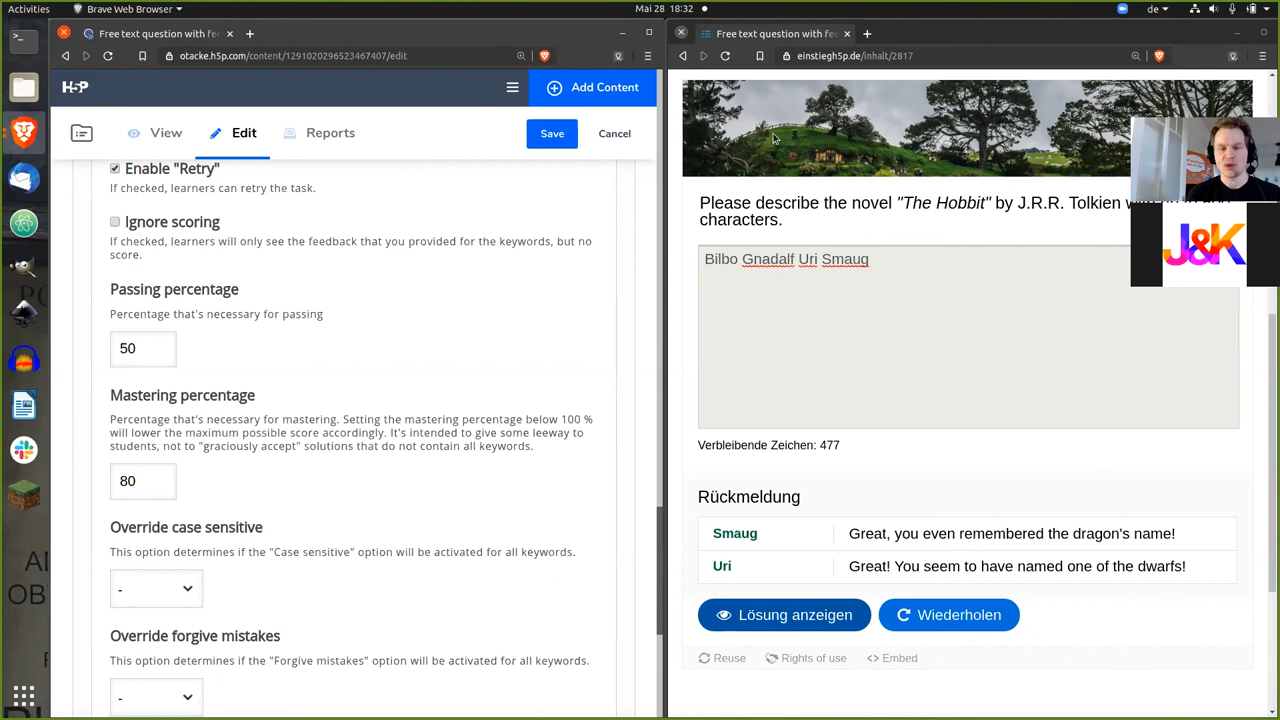 Activities
Brave Web Browser
Mai 28 18:32
de
Free text question with fee
otacke.h5p.com/content/1291020296523467407/edit
H-P
Add Content
View
Edit
Reports
Save
Cancel
Enable "Retry"
If checked, learners can retry the task.
Ignore scoring
If checked, learners will only see the feedback that you provided for the keywords, but no
score.
Passing percentage
Percentage that's necessary for passing
50
Mastering percentage
Percentage that's necessary for mastering. Setting the mastering percentage below 100 %
will lower the maximum possible score accordingly. It's intended to give some leeway to
students, not to "graciously accept" solutions that do not contain all keywords.
80
Override case sensitive
This option determines if the "Case sensitive" option will be activated for all keywords.
-
Override forgive mistakes
This option determines if the "Forgive mistakes" option will be activated for all keywords.
-
Free text question with fee
einstiegh5p.de/inhalt/2817
Please describe the novel "The Hobbit" by J.R.R. Tolkien
characters.
Bilbo Gnadalf Uri Smaug
J&K
Verbleibende Zeichen: 477
Rückmeldung
Smaug Great, you even remembered the dragon's name!
Uri Great! You seem to have named one of the dwarfs!
Lösung anzeigen
Wiederholen
Reuse
Rights of use
<> Embed